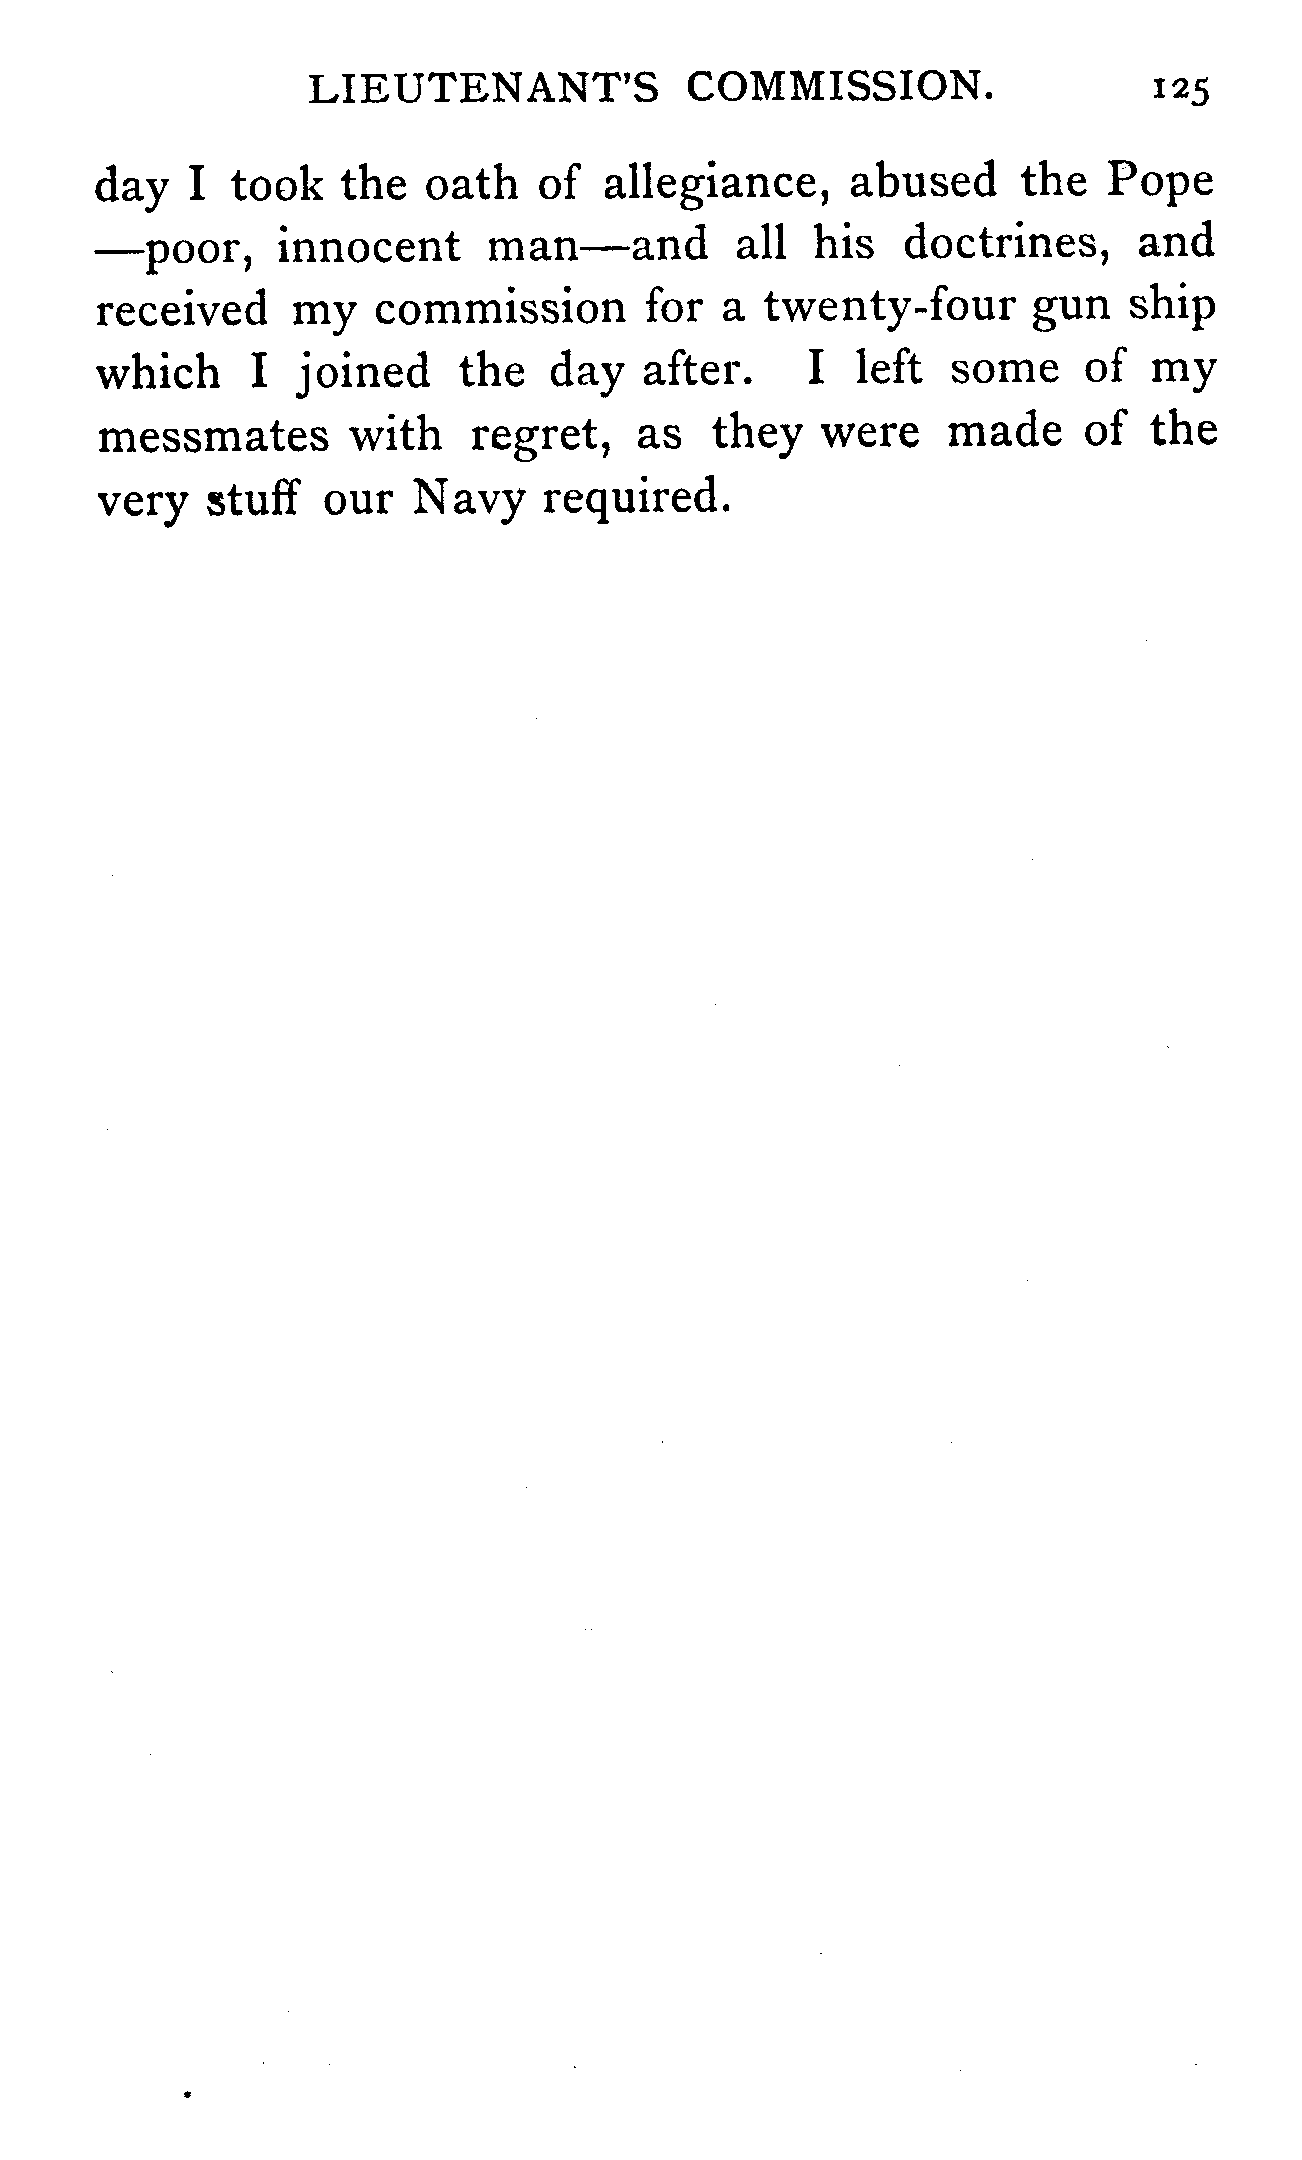 LIEUTENANT'S COMMISSION. 125
day I took the oath of allegiance, abused the Pope
—poor, innocent man—and all his doctrines, and
received my commission for a twenty-four gun ship
which I joined the day after. I left some of my
messmates with regret, as they were made of the
very stuff our Navy required.